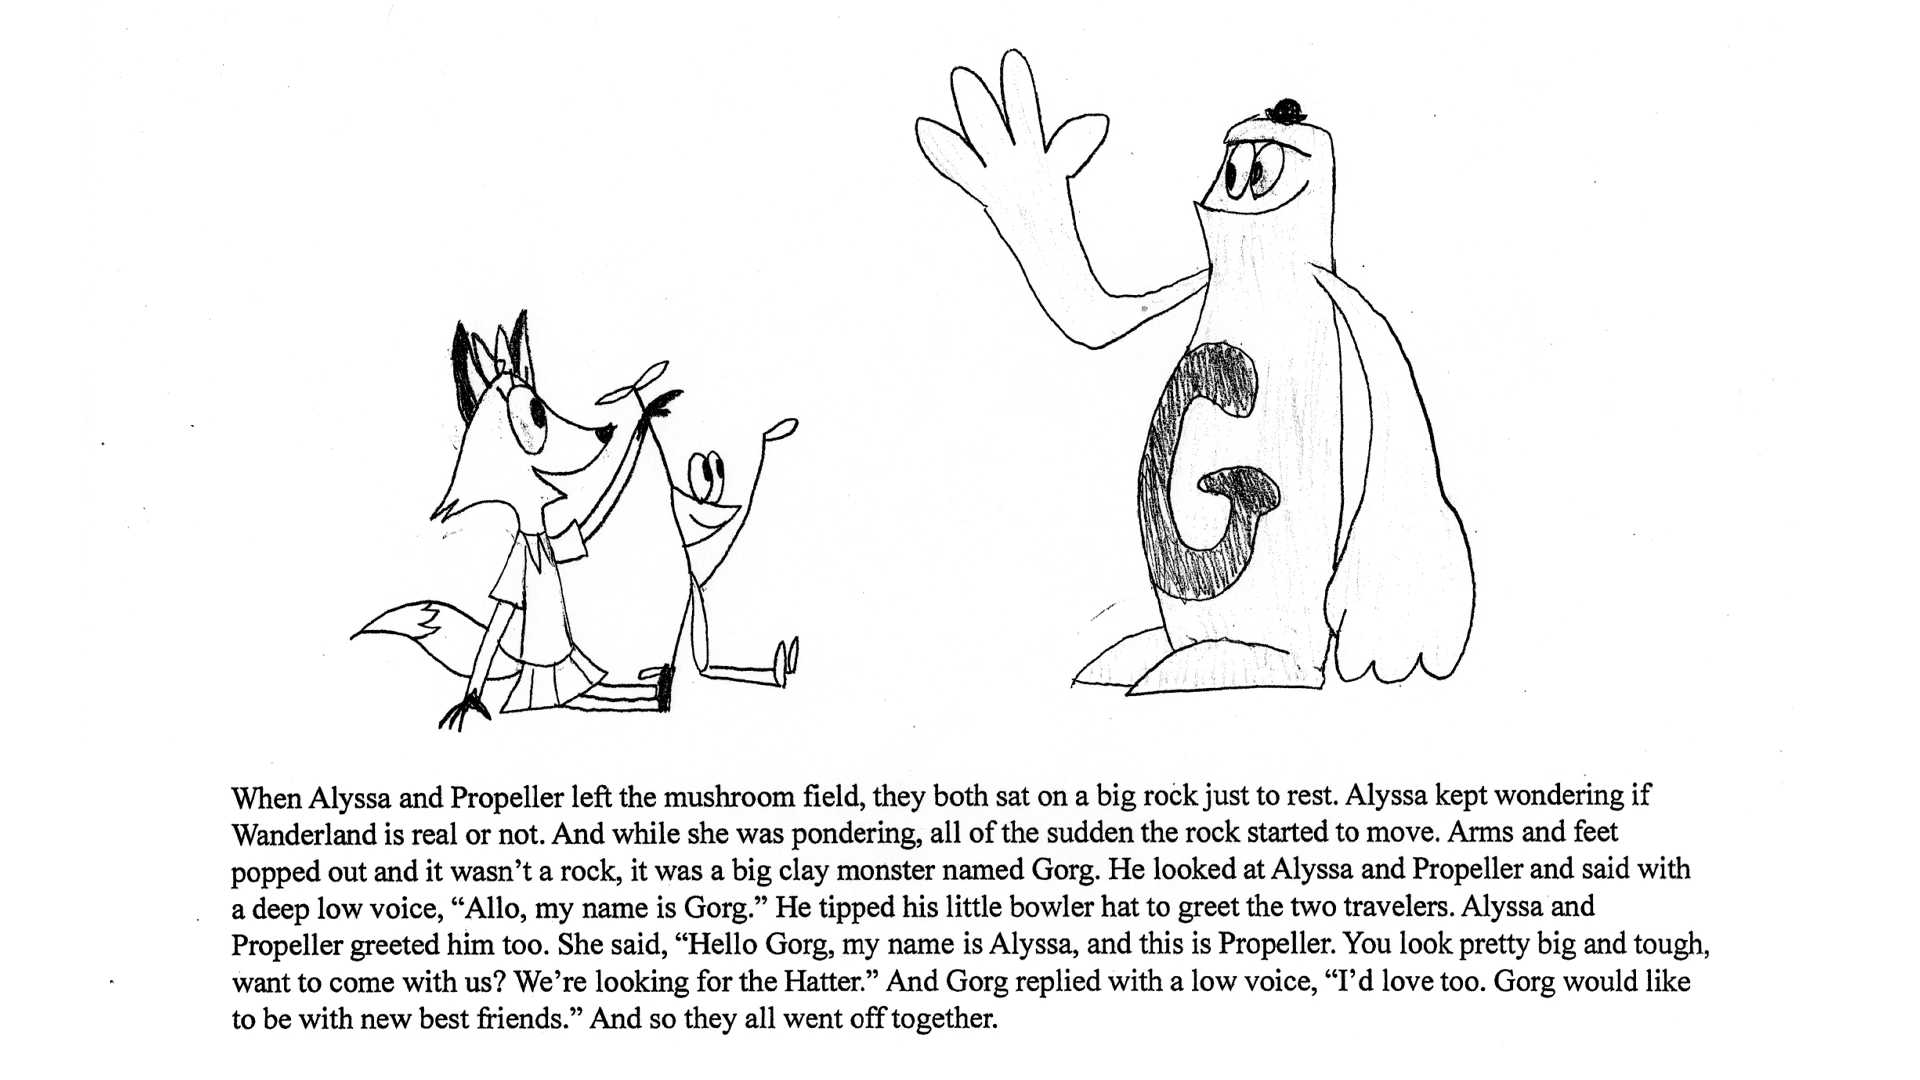 G
When Alyssa and Propeller left the mushroom field, they both sat on a big rock just to rest. Alyssa kept wondering if
Wanderland is real or not. And while she was pondering, all of the sudden the rock started to move. Arms and feet
popped out and it wasn’t a rock, it was a big clay monster named Gorg. He looked at Alyssa and Propeller and said with
a deep low voice, “Allo, my name is Gorg.” He tipped his little bowler hat to greet the two travelers. Alyssa and
Propeller greeted him too. She said, “Hello Gorg, my name is Alyssa, and this is Propeller. You look pretty big and tough,
want to come with us? We’re looking for the Hatter.” And Gorg replied with a low voice, “I’d love too. Gorg would like
to be with new best friends.” And so they all went off together.